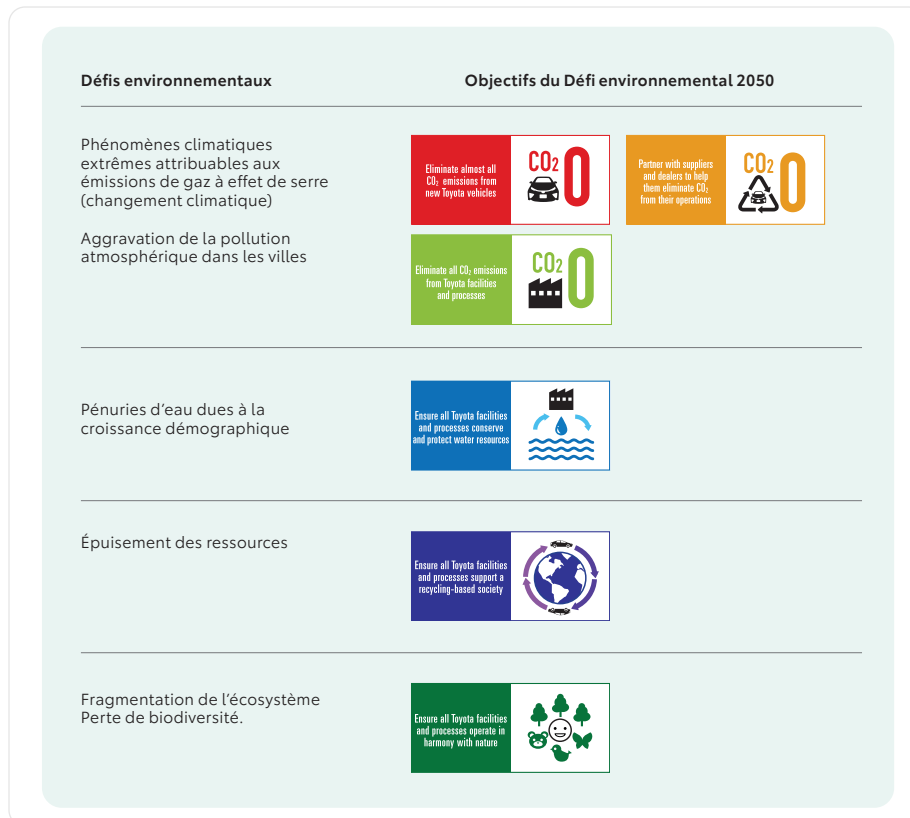 Défis environnementaux
Objectifs du Défi environnemental 2050
Phénomènes climatiques
extrêmes attribuables aux
émissions de gaz à effet de serre
(changement climatique)
Aggravation de la pollution
atmosphérique dans les villes
Eliminate almost all
CO₂ emissions from
new Toyota vehicles
CO₂ 0
Partner with suppliers
and dealers to help
them eliminate CO₂
from their operations
CO₂ 0
Eliminate all CO₂ emissions
from Toyota facilities
and processes
CO₂ 0
Pénuries d’eau dues à la
croissance démographique
Ensure all Toyota facilities
and processes conserve
and protect water resources
Épuisement des ressources
Ensure all Toyota facilities
and processes support a
recycling-based society
Fragmentation de l’écosystème
Perte de biodiversité.
Ensure all Toyota facilities
and processes operate in
harmony with nature